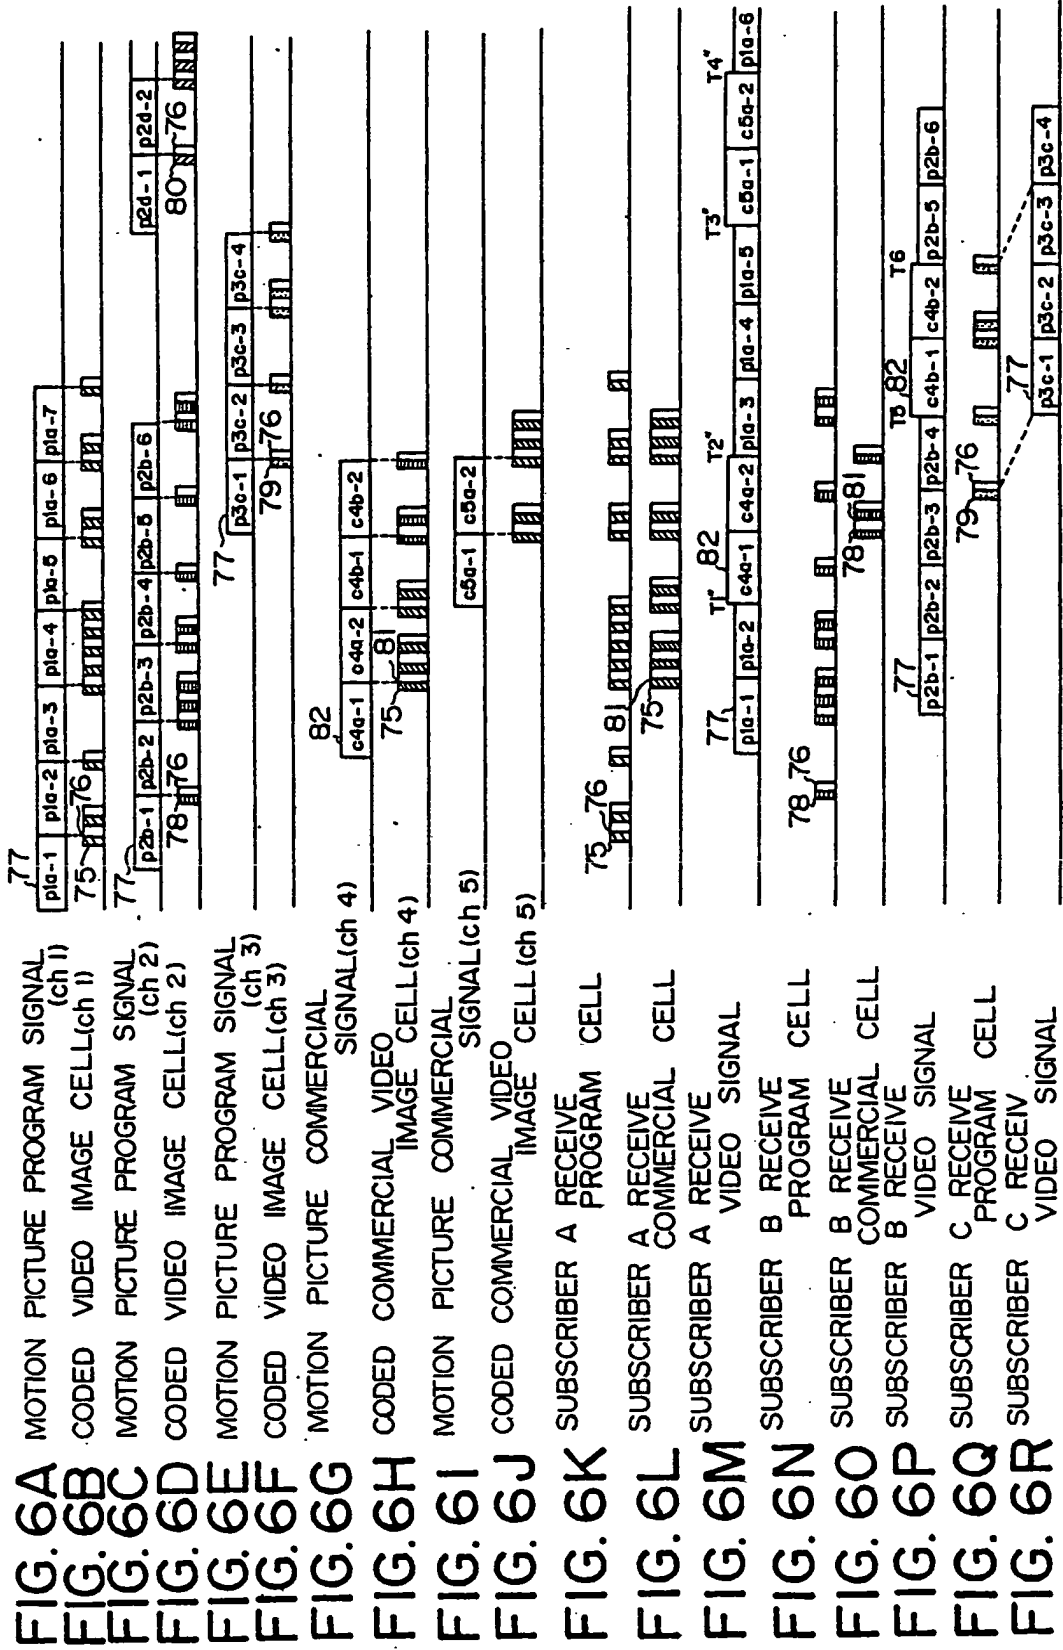 FIG. 6A MOTION PICTURE PROGRAM SIGNAL (ch 1)
77
p1a-1 p1a-2 p1a-3 p1a-4 p1a-5 p1a-6 p1a-7
FIG. 6B CODED VIDEO IMAGE CELL(ch 1)
75 76
FIG. 6C MOTION PICTURE PROGRAM SIGNAL (ch 2)
77
p2b-1 p2b-2 p2b-3 p2b-4 p2b-5 p2b-6 p2d-1 p2d-2
FIG. 6D CODED VIDEO IMAGE CELL(ch 2)
78 76 80 76
FIG. 6E MOTION PICTURE PROGRAM SIGNAL (ch 3)
77
p3c-1 p3c-2 p3c-3 p3c-4
FIG. 6F CODED VIDEO IMAGE CELL(ch 3)
79 76
FIG. 6G MOTION PICTURE COMMERCIAL
SIGNAL(ch 4)
82
c4a-1 c4a-2 c4b-1 c4b-2
FIG. 6H CODED COMMERCIAL VIDEO
IMAGE CELL(ch 4)
75 81
FIG. 6I MOTION PICTURE COMMERCIAL
SIGNAL(ch 5)
c5a-1 c5a-2
FIG. 6J CODED COMMERCIAL VIDEO
IMAGE CELL(ch 5)
FIG. 6K SUBSCRIBER A RECEIVE
PROGRAM CELL
75 76
FIG. 6L SUBSCRIBER A RECEIVE
COMMERCIAL CELL
75 81
FIG. 6M SUBSCRIBER A RECEIVE
VIDEO SIGNAL
77 T1" 82 T2" T3" T4"
p1a-1 p1a-2 c4a-1 c4a-2 p1a-3 p1a-4 p1a-5 c5a-1 c5a-2 p1a-6
FIG. 6N SUBSCRIBER B RECEIVE
PROGRAM CELL
78 76
FIG. 6O SUBSCRIBER B RECEIVE
COMMERCIAL CELL
78 81
FIG. 6P SUBSCRIBER B RECEIVE
VIDEO SIGNAL
77 T5 82 T6
p2b-1 p2b-2 p2b-3 p2b-4 c4b-1 c4b-2 p2b-5 p2b-6
FIG. 6Q SUBSCRIBER C RECEIVE
PROGRAM CELL
79 76
FIG. 6R SUBSCRIBER C RECEIV
VIDEO SIGNAL
77
p3c-1 p3c-2 p3c-3 p3c-4